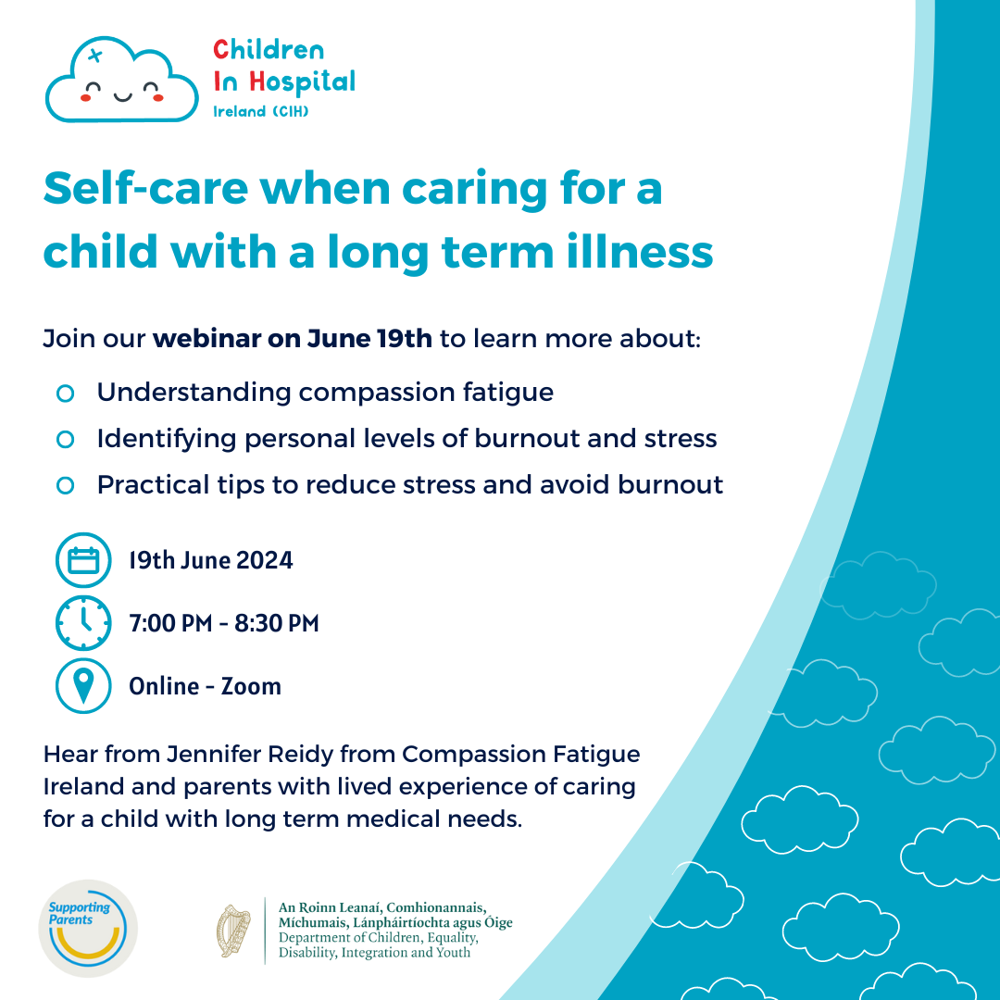 Children
In Hospital
Ireland (CIH)
Self-care when caring for a
child with a long term illness
Join our webinar on June 19th to learn more about:
Understanding compassion fatigue
Identifying personal levels of burnout and stress
Practical tips to reduce stress and avoid burnout
19th June 2024
7:00 PM - 8:30 PM
Online - Zoom
Hear from Jennifer Reidy from Compassion Fatigue
Ireland and parents with lived experience of caring
for a child with long term medical needs.
Supporting
Parents
An Roinn Leanaí, Comhionannais,
Míchumais, Lánpháirtíochta agus Óige
Department of Children, Equality,
Disability, Integration and Youth